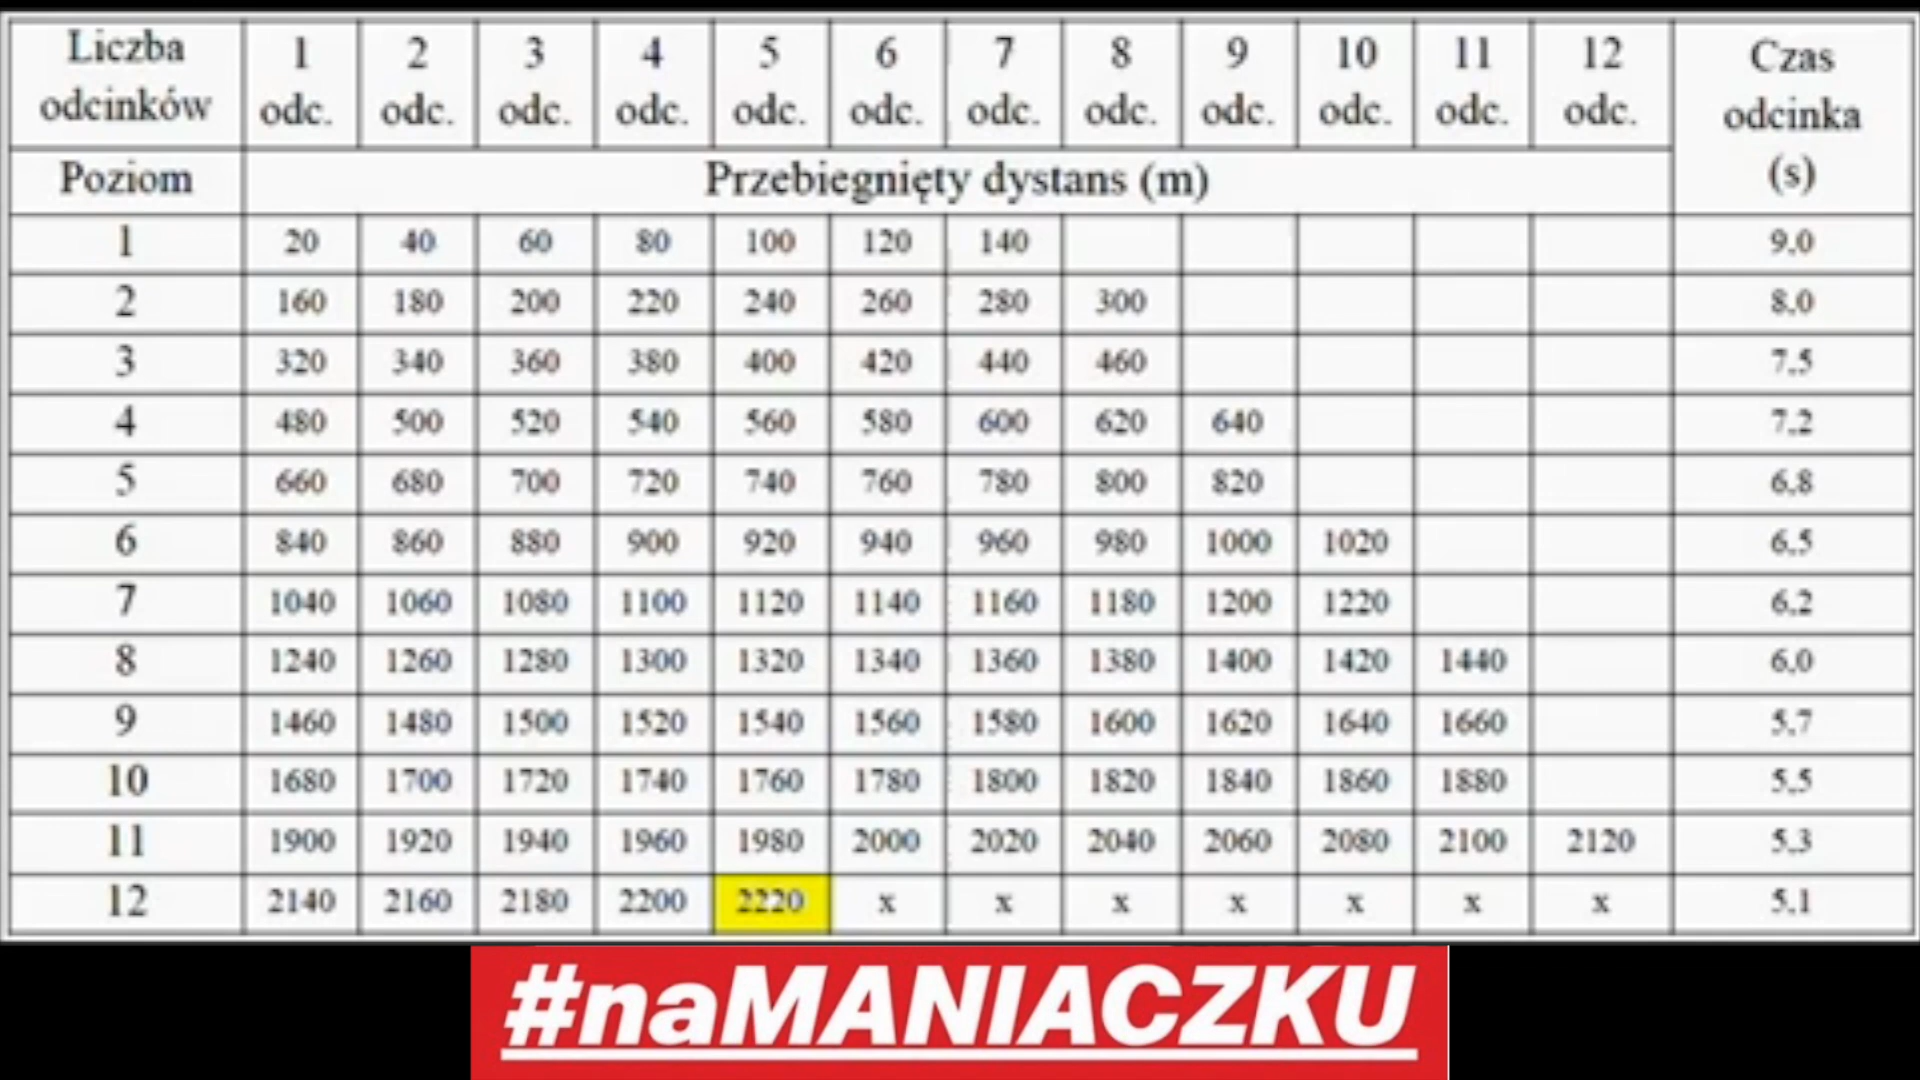 Liczba odcinków 1 odc. 2 odc. 3 odc. 4 odc. 5 odc. 6 odc. 7 odc. 8 odc. 9 odc. 10 odc. 11 odc. 12 odc. Czas odcinka (s)
Poziom Przebiegnięty dystans (m)
1 20 40 60 80 100 120 140 9,0
2 160 180 200 220 240 260 280 300 8,0
3 320 340 360 380 400 420 440 460 7,5
4 480 500 520 540 560 580 600 620 640 7,2
5 660 680 700 720 740 760 780 800 820 6,8
6 840 860 880 900 920 940 960 980 1000 1020 6,5
7 1040 1060 1080 1100 1120 1140 1160 1180 1200 1220 6,2
8 1240 1260 1280 1300 1320 1340 1360 1380 1400 1420 1440 6,0
9 1460 1480 1500 1520 1540 1560 1580 1600 1620 1640 1660 5,7
10 1680 1700 1720 1740 1760 1780 1800 1820 1840 1860 1880 5,5
11 1900 1920 1940 1960 1980 2000 2020 2040 2060 2080 2100 2120 5,3
12 2140 2160 2180 2200 2220 x x x x x x x 5,1
#naMANIACZKU